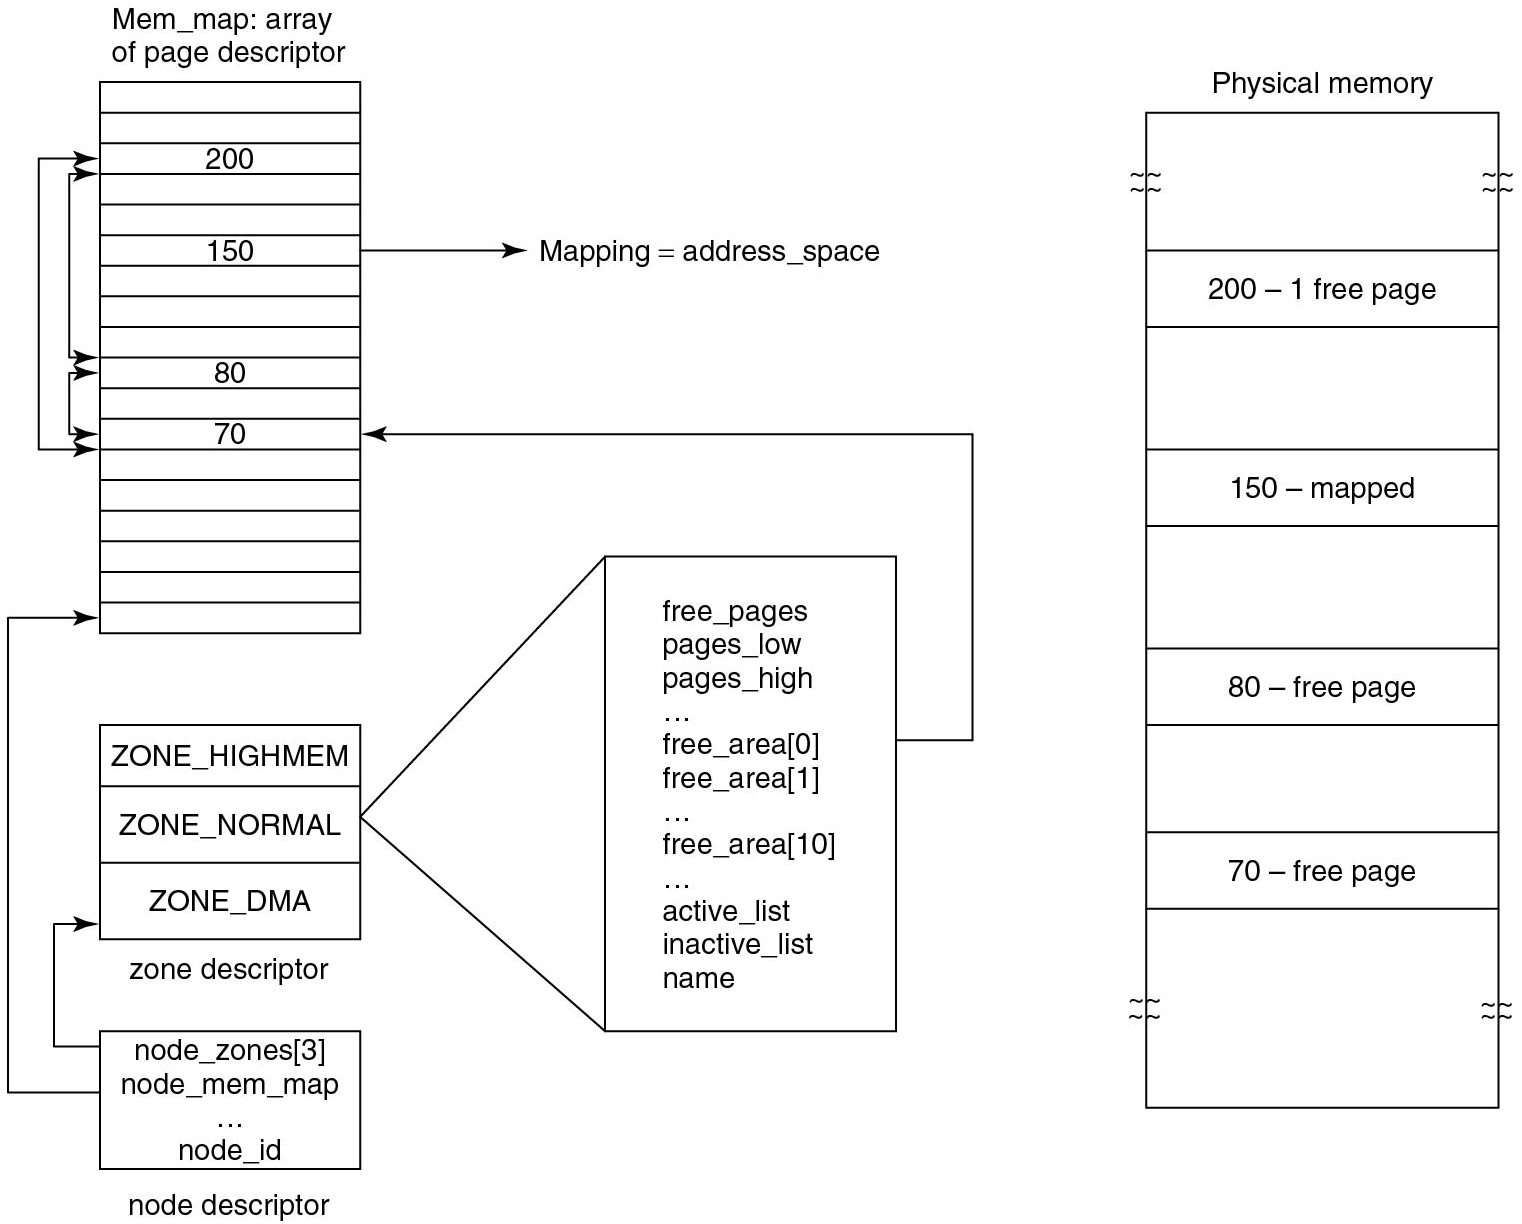 Mem_map: array
of page descriptor
200
150
80
70
Mapping = address_space
Physical memory
200 – 1 free page
150 – mapped
80 – free page
70 – free page
free_pages
pages_low
pages_high
...
free_area[0]
free_area[1]
...
free_area[10]
...
active_list
inactive_list
name
ZONE_HIGHMEM
ZONE_NORMAL
ZONE_DMA
zone descriptor
node_zones[3]
node_mem_map
...
node_id
node descriptor